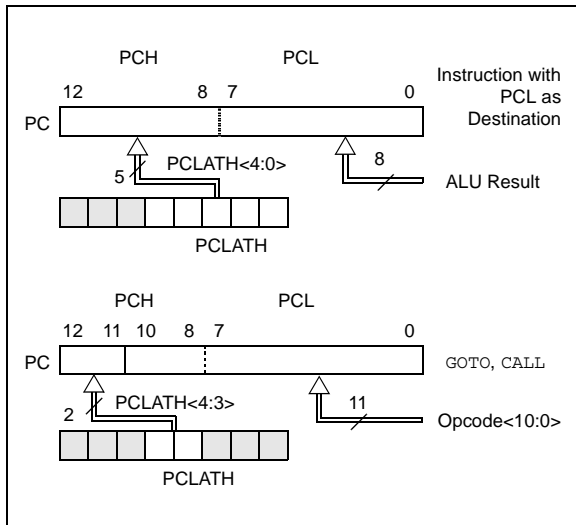 PCH PCL
12 8 7 0
Instruction with
PCL as
Destination
PC
5 PCLATH<4:0>
8
ALU Result
PCLATH
PCH PCL
12 11 10 8 7 0
PC
GOTO, CALL
2 PCLATH<4:3>
11
Opcode<10:0>
PCLATH